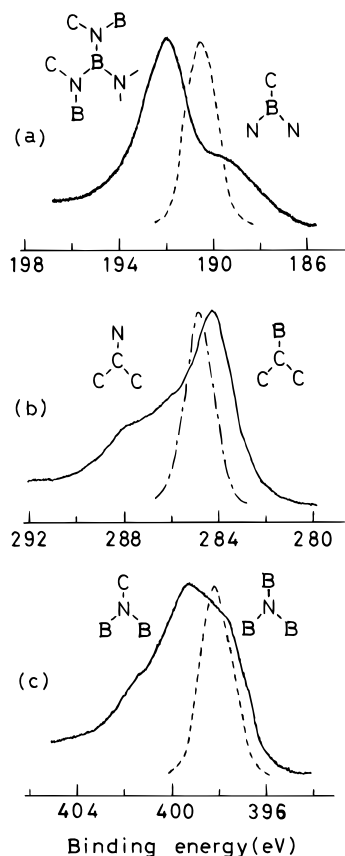 C N B
N B N
B
C
B
N N
(a)
198 194 190 186
N
C
C C
B
C
C C
(b)
292 288 284 280
C
N
B B
B
N
B B
(c)
404 400 396
Binding energy(eV)